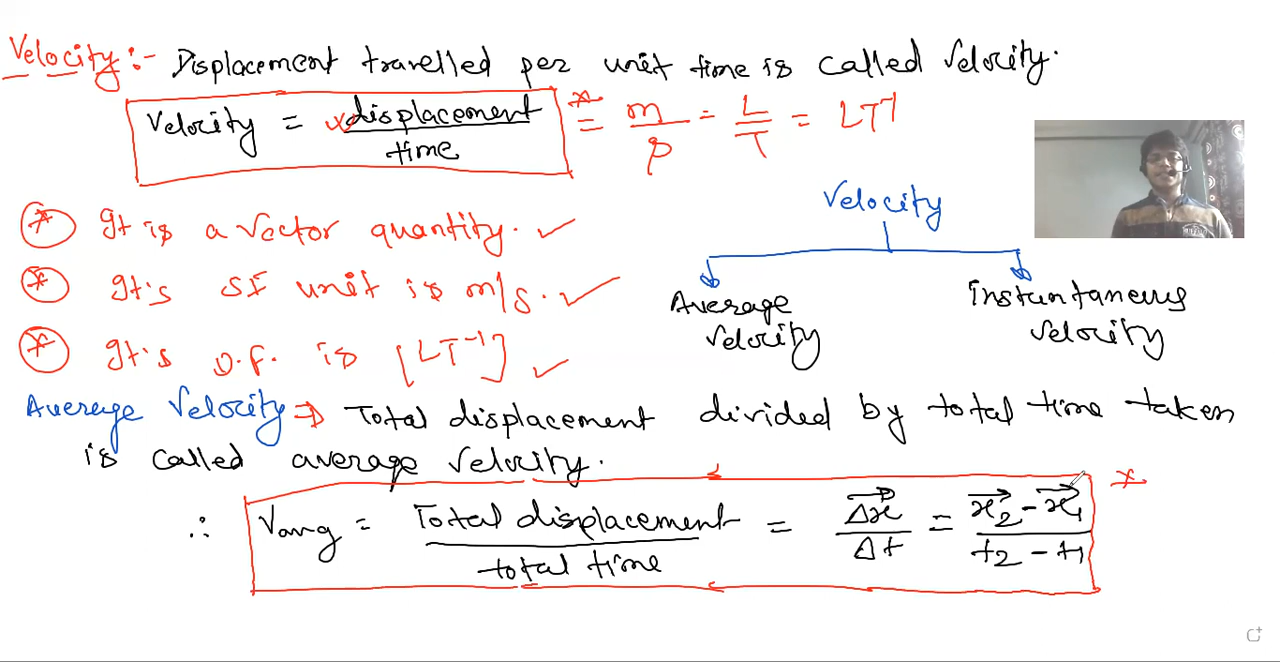 Velocity :- Displacement travelled per unit time is called Velocity.
Velocity = displacement / time = m / s = L / T = LT⁻¹
* It is a vector quantity. ✓
* It's SI unit is m/s. ✓
* It's D.F. is [LT⁻¹] ✓
Velocity
Average Velocity
Instantaneous velocity
Average Velocity ⇒ Total displacement divided by total time taken
is called average velocity.
∴ Vavg = Total displacement / total time = Δx⃗ / Δt = x⃗₂ - x⃗₁ / t₂ - t₁ *